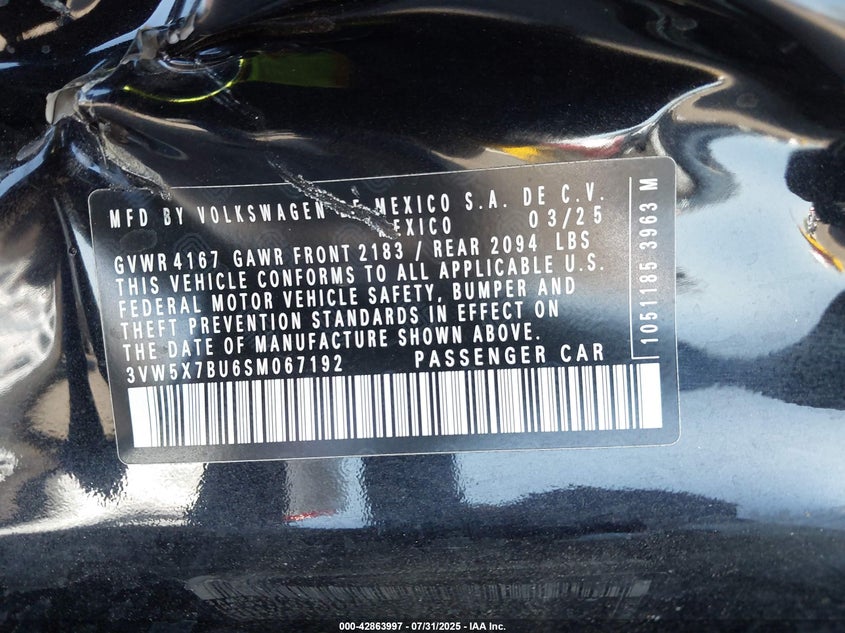 MFD BY VOLKSWAGEN DE MEXICO S.A. DE C.V.
MEXICO 03/25
GVWR 4167 GAWR FRONT 2183 / REAR 2094 LBS
THIS VEHICLE CONFORMS TO ALL APPLICABLE U.S.
FEDERAL MOTOR VEHICLE SAFETY, BUMPER AND
THEFT PREVENTION STANDARDS IN EFFECT ON
THE DATE OF MANUFACTURE SHOWN ABOVE.
3VW5X7BU6SM067192 PASSENGER CAR
1051185 3963 M
000-42863997 - 07/31/2025 - IAA Inc.